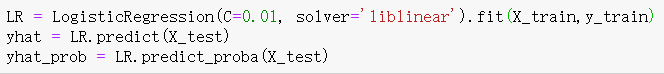 LR = LogisticRegression(C=0.01, solver='liblinear').fit(X_train,y_train)
yhat = LR.predict(X_test)
yhat_prob = LR.predict_proba(X_test)